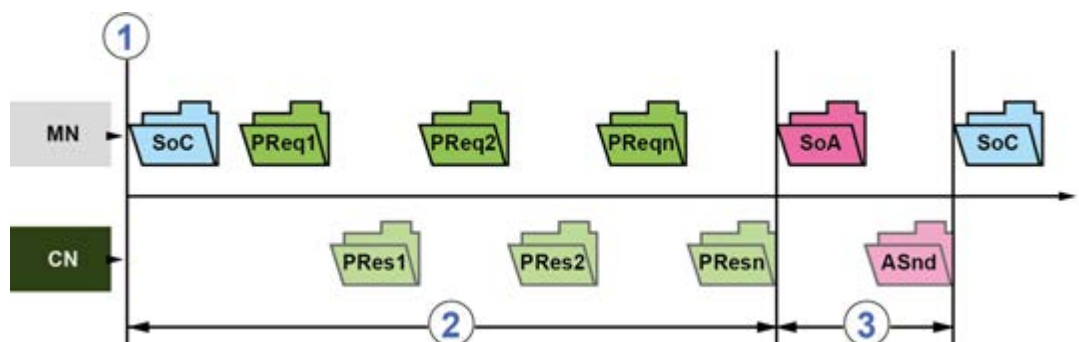 1
MN SoC PReq1 PReq2 PReqn SoA SoC
CN PRes1 PRes2 PResn ASnd
2 3